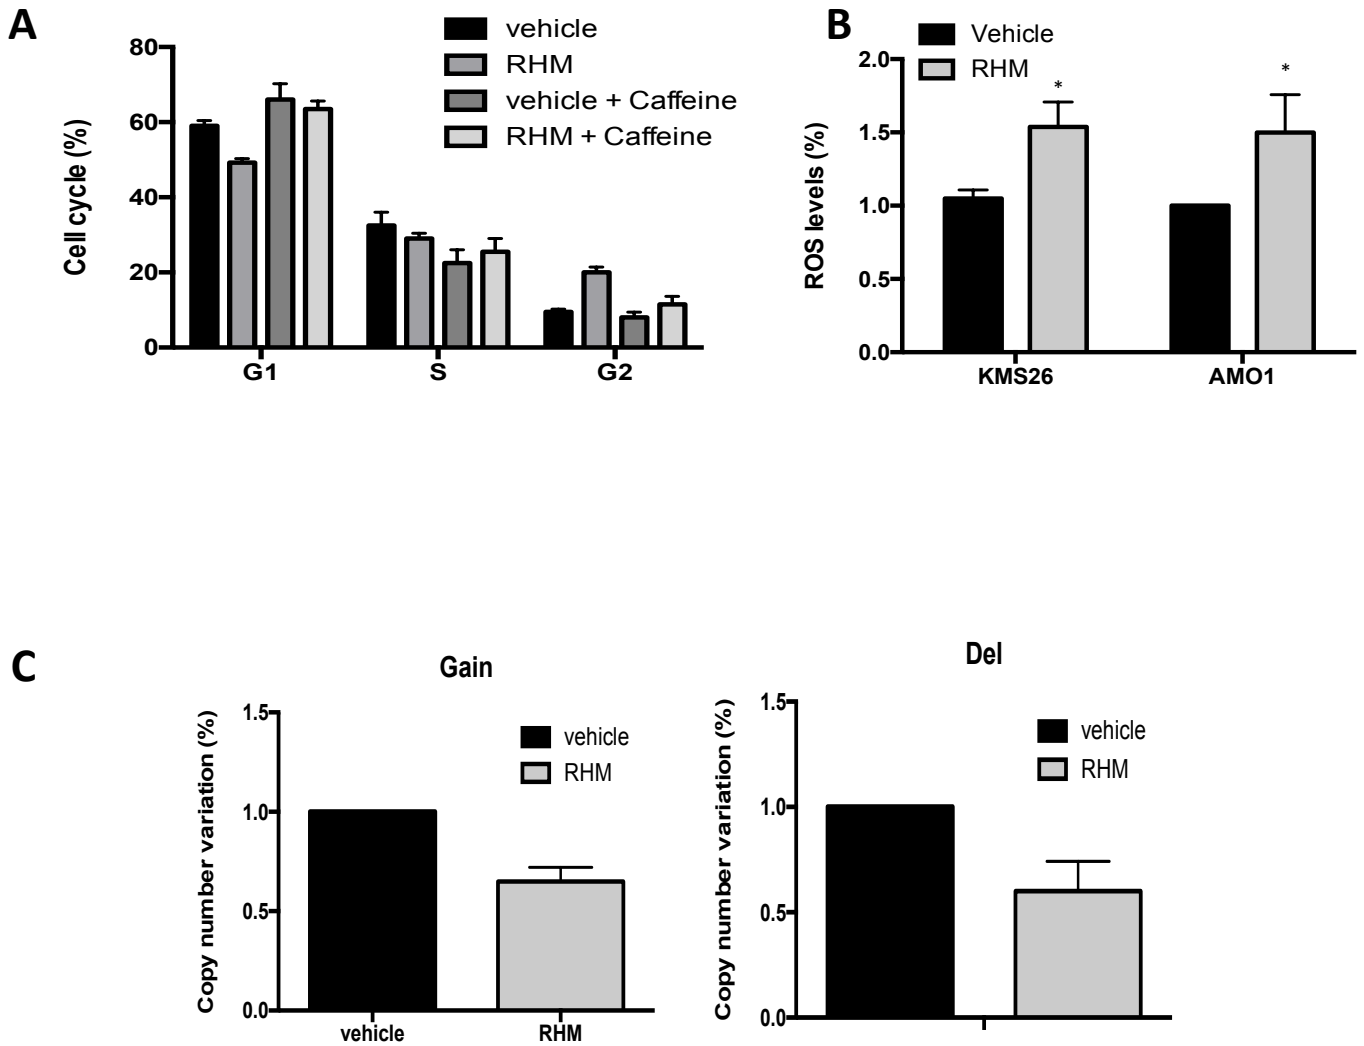 A
vehicle
RHM
vehicle + Caffeine
RHM + Caffeine
Cell cycle (%)
80
60
40
20
0
G1 S G2
B
Vehicle
RHM
ROS levels (%)
2.0
1.5
1.0
0.5
0.0
*
*
KMS26 AMO1
C
Gain
vehicle
RHM
Copy number variation (%)
1.5
1.0
0.5
0.0
vehicle RHM
Del
vehicle
RHM
Copy number variation (%)
1.5
1.0
0.5
0.0